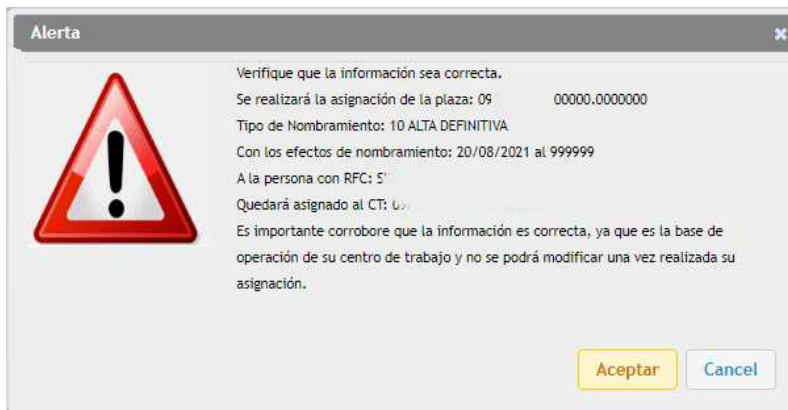 Alerta
Verifique que la información sea correcta.
Se realizará la asignación de la plaza: 09 00000.0000000
Tipo de Nombramiento: 10 ALTA DEFINITIVA
Con los efectos de nombramiento: 20/08/2021 al 999999
A la persona con RFC:
Quedará asignado al CT:
Es importante corrobore que la información es correcta, ya que es la base de
operación de su centro de trabajo y no se podrá modificar una vez realizada su
asignación.
Aceptar
Cancel